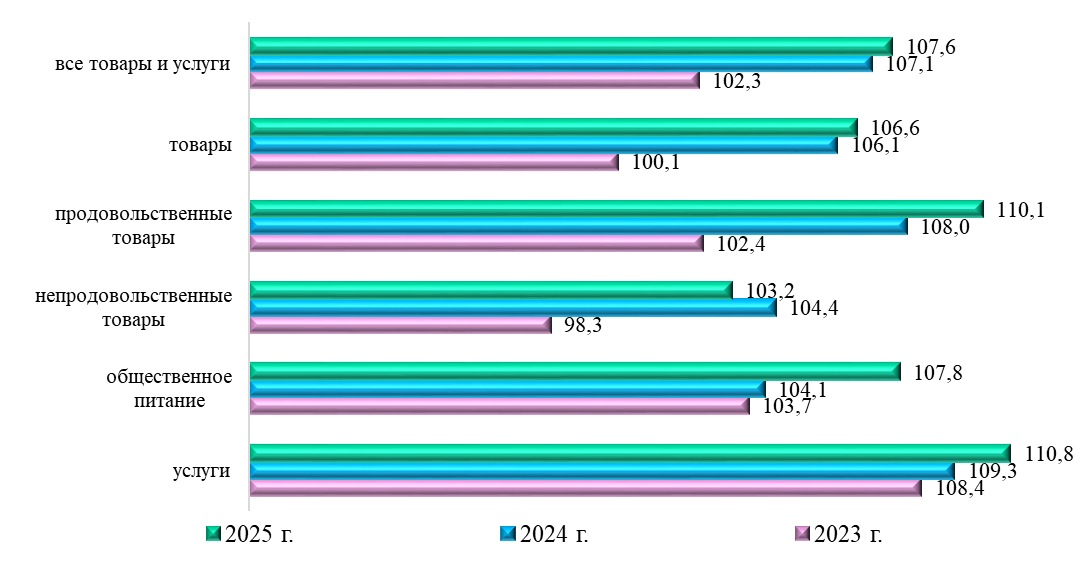 все товары и услуги
107,6
107,1
102,3
товары
106,6
106,1
100,1
продовольственные
товары
110,1
108,0
102,4
непродовольственные
товары
103,2
104,4
98,3
общественное
питание
107,8
104,1
103,7
услуги
110,8
109,3
108,4
2025 г.
2024 г.
2023 г.